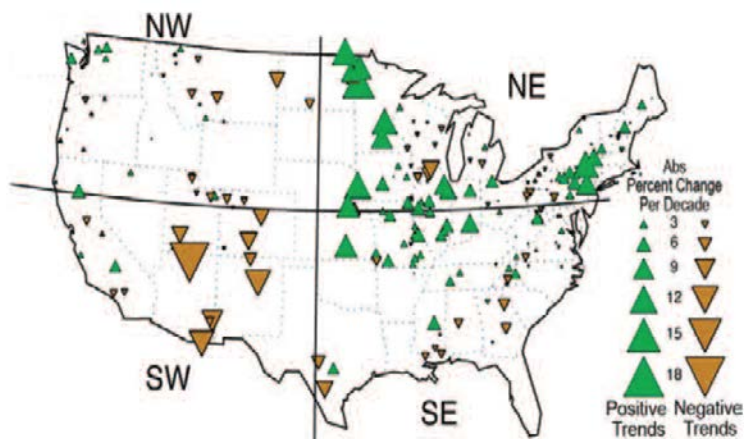 NW
NE
Abs
Percent Change
Per Decade
3
6
9
12
15
18
Positive Negative
Trends Trends
SW
SE